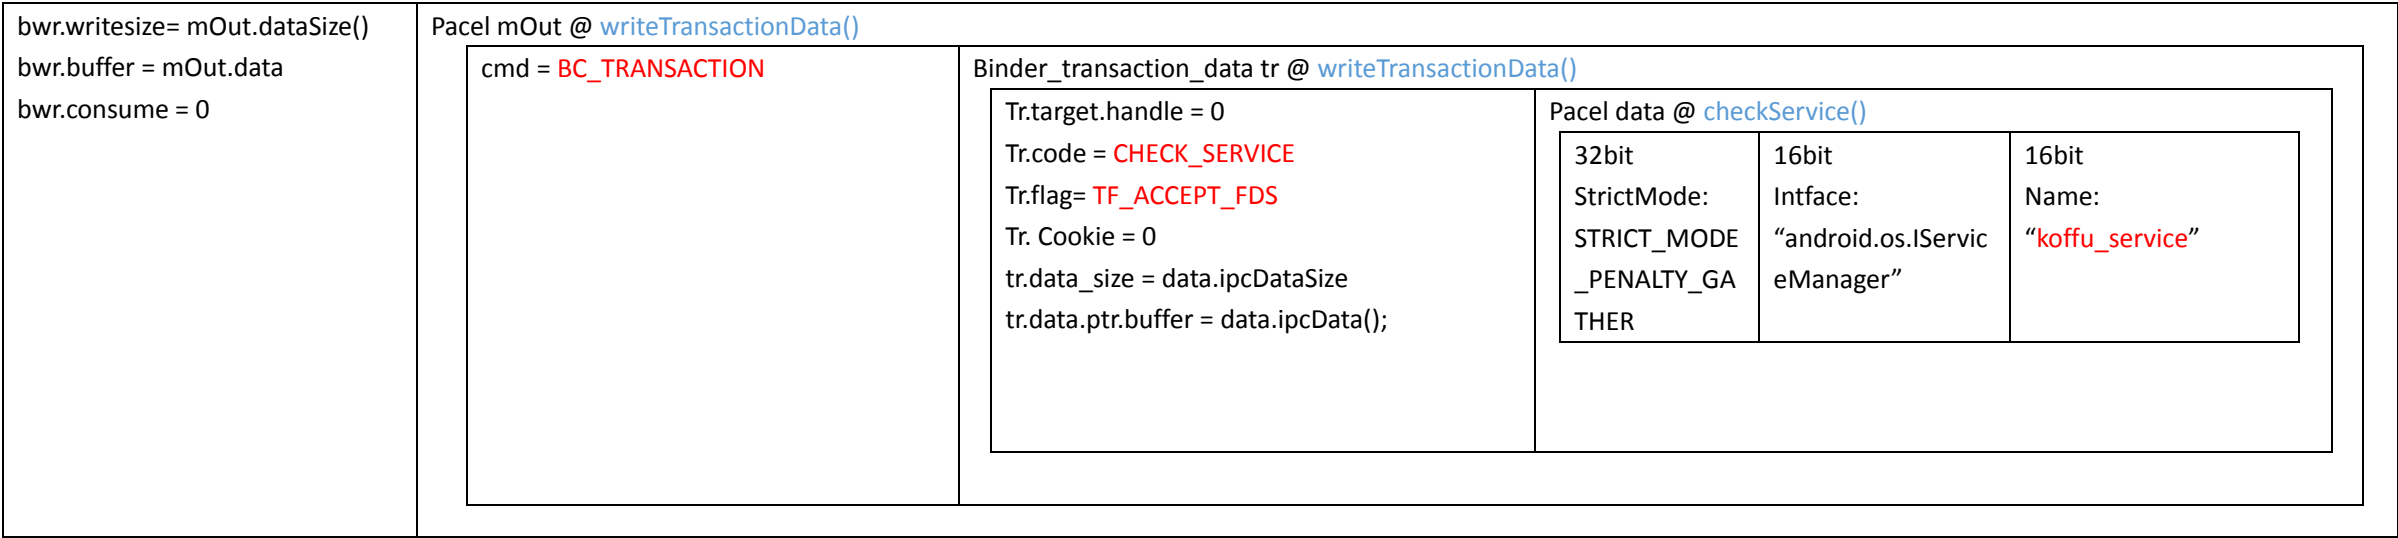 bwr.writesize= mOut.dataSize()
bwr.buffer = mOut.data
bwr.consume = 0
Pacel mOut @ writeTransactionData()
cmd = BC_TRANSACTION
Binder_transaction_data tr @ writeTransactionData()
Tr.target.handle = 0
Tr.code = CHECK_SERVICE
Tr.flag= TF_ACCEPT_FDS
Tr. Cookie = 0
tr.data_size = data.ipcDataSize
tr.data.ptr.buffer = data.ipcData();
Pacel data @ checkService()
32bit
StrictMode:
STRICT_MODE
_PENALTY_GA
THER
16bit
Intface:
“android.os.IServic
eManager”
16bit
Name:
“koffu_service”